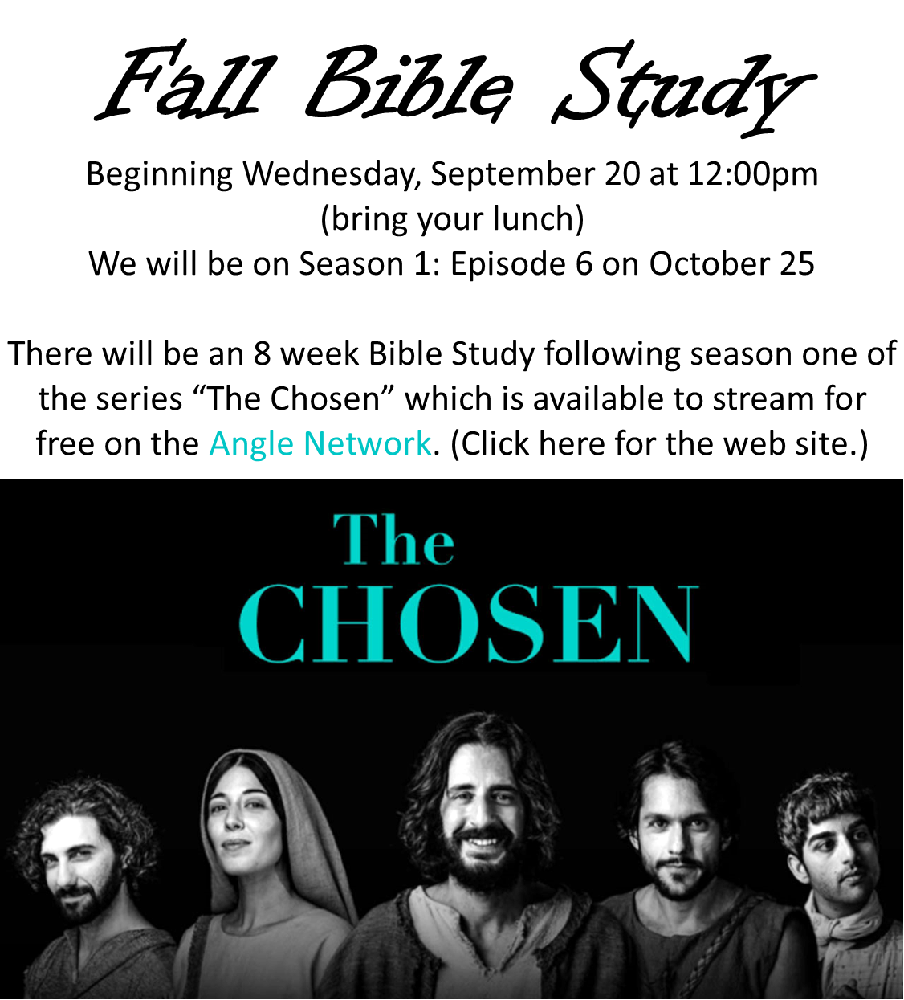 Fall Bible Study
Beginning Wednesday, September 20 at 12:00pm
(bring your lunch)
We will be on Season 1: Episode 6 on October 25
There will be an 8 week Bible Study following season one of
the series “The Chosen” which is available to stream for
free on the Angle Network. (Click here for the web site.)
The
CHOSEN